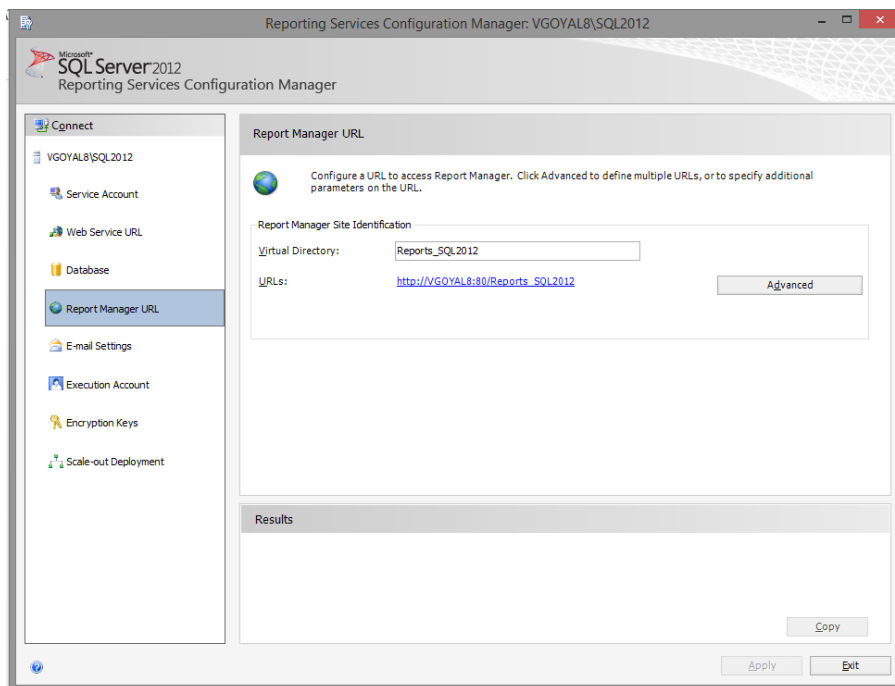 Reporting Services Configuration Manager: VGOYAL8\SQL2012
Microsoft®
SQL Server 2012
Reporting Services Configuration Manager
Connect
VGOYAL8\SQL2012
Service Account
Web Service URL
Database
Report Manager URL
E-mail Settings
Execution Account
Encryption Keys
Scale-out Deployment
Report Manager URL
Configure a URL to access Report Manager. Click Advanced to define multiple URLs, or to specify additional
parameters on the URL.
Report Manager Site Identification
Virtual Directory: Reports_SQL2012
URLs: http://VGOYAL8:80/Reports_SQL2012
Advanced
Results
Copy
Apply Exit